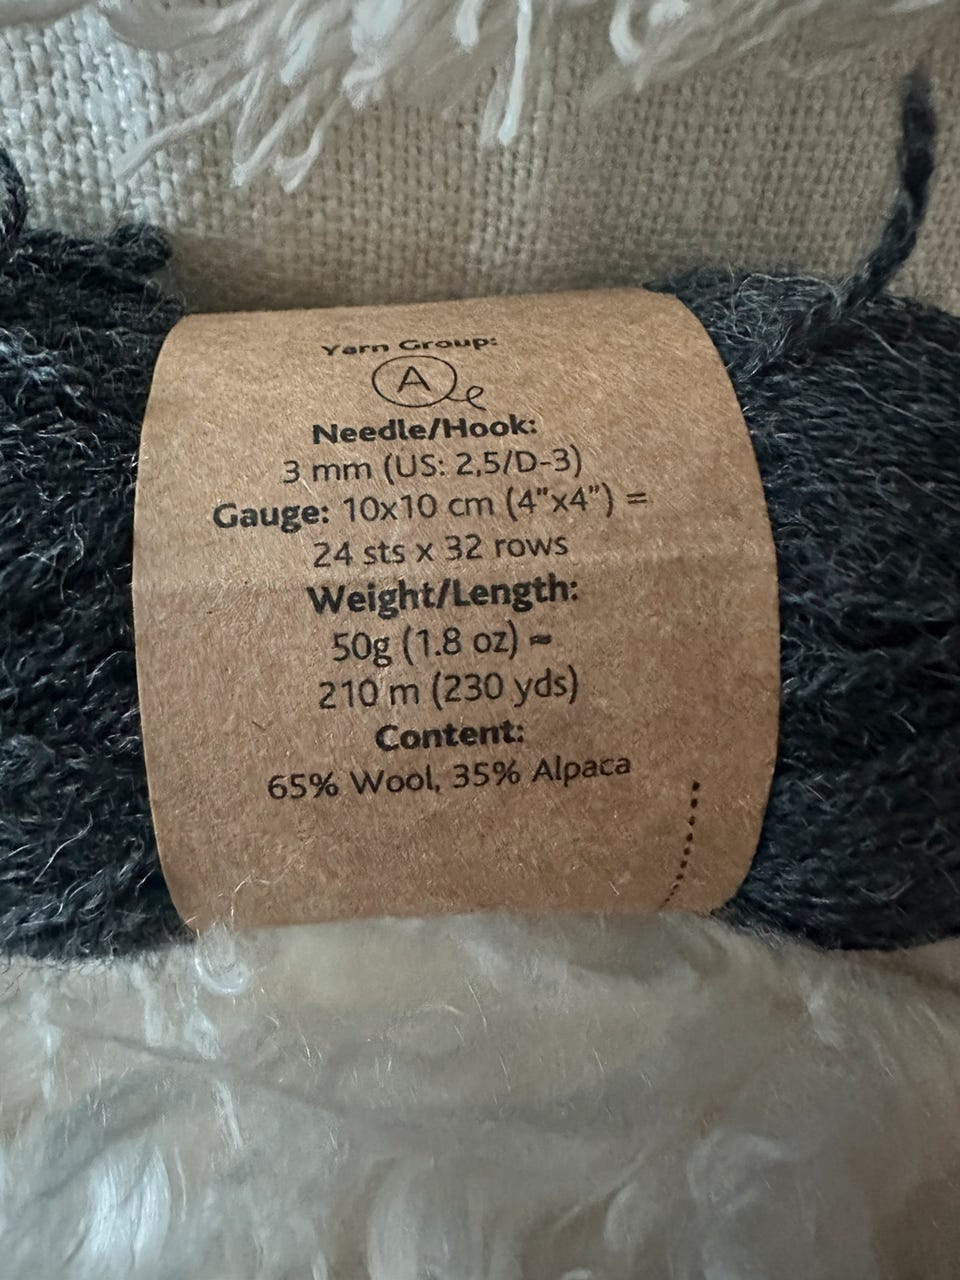 Yarn Group:
A
Needle/Hook:
3 mm (US: 2,5/D-3)
Gauge: 10x10 cm (4"x4") =
24 sts x 32 rows
Weight/Length:
50g (1.8 oz) ≈
210 m (230 yds)
Content:
65% Wool, 35% Alpaca